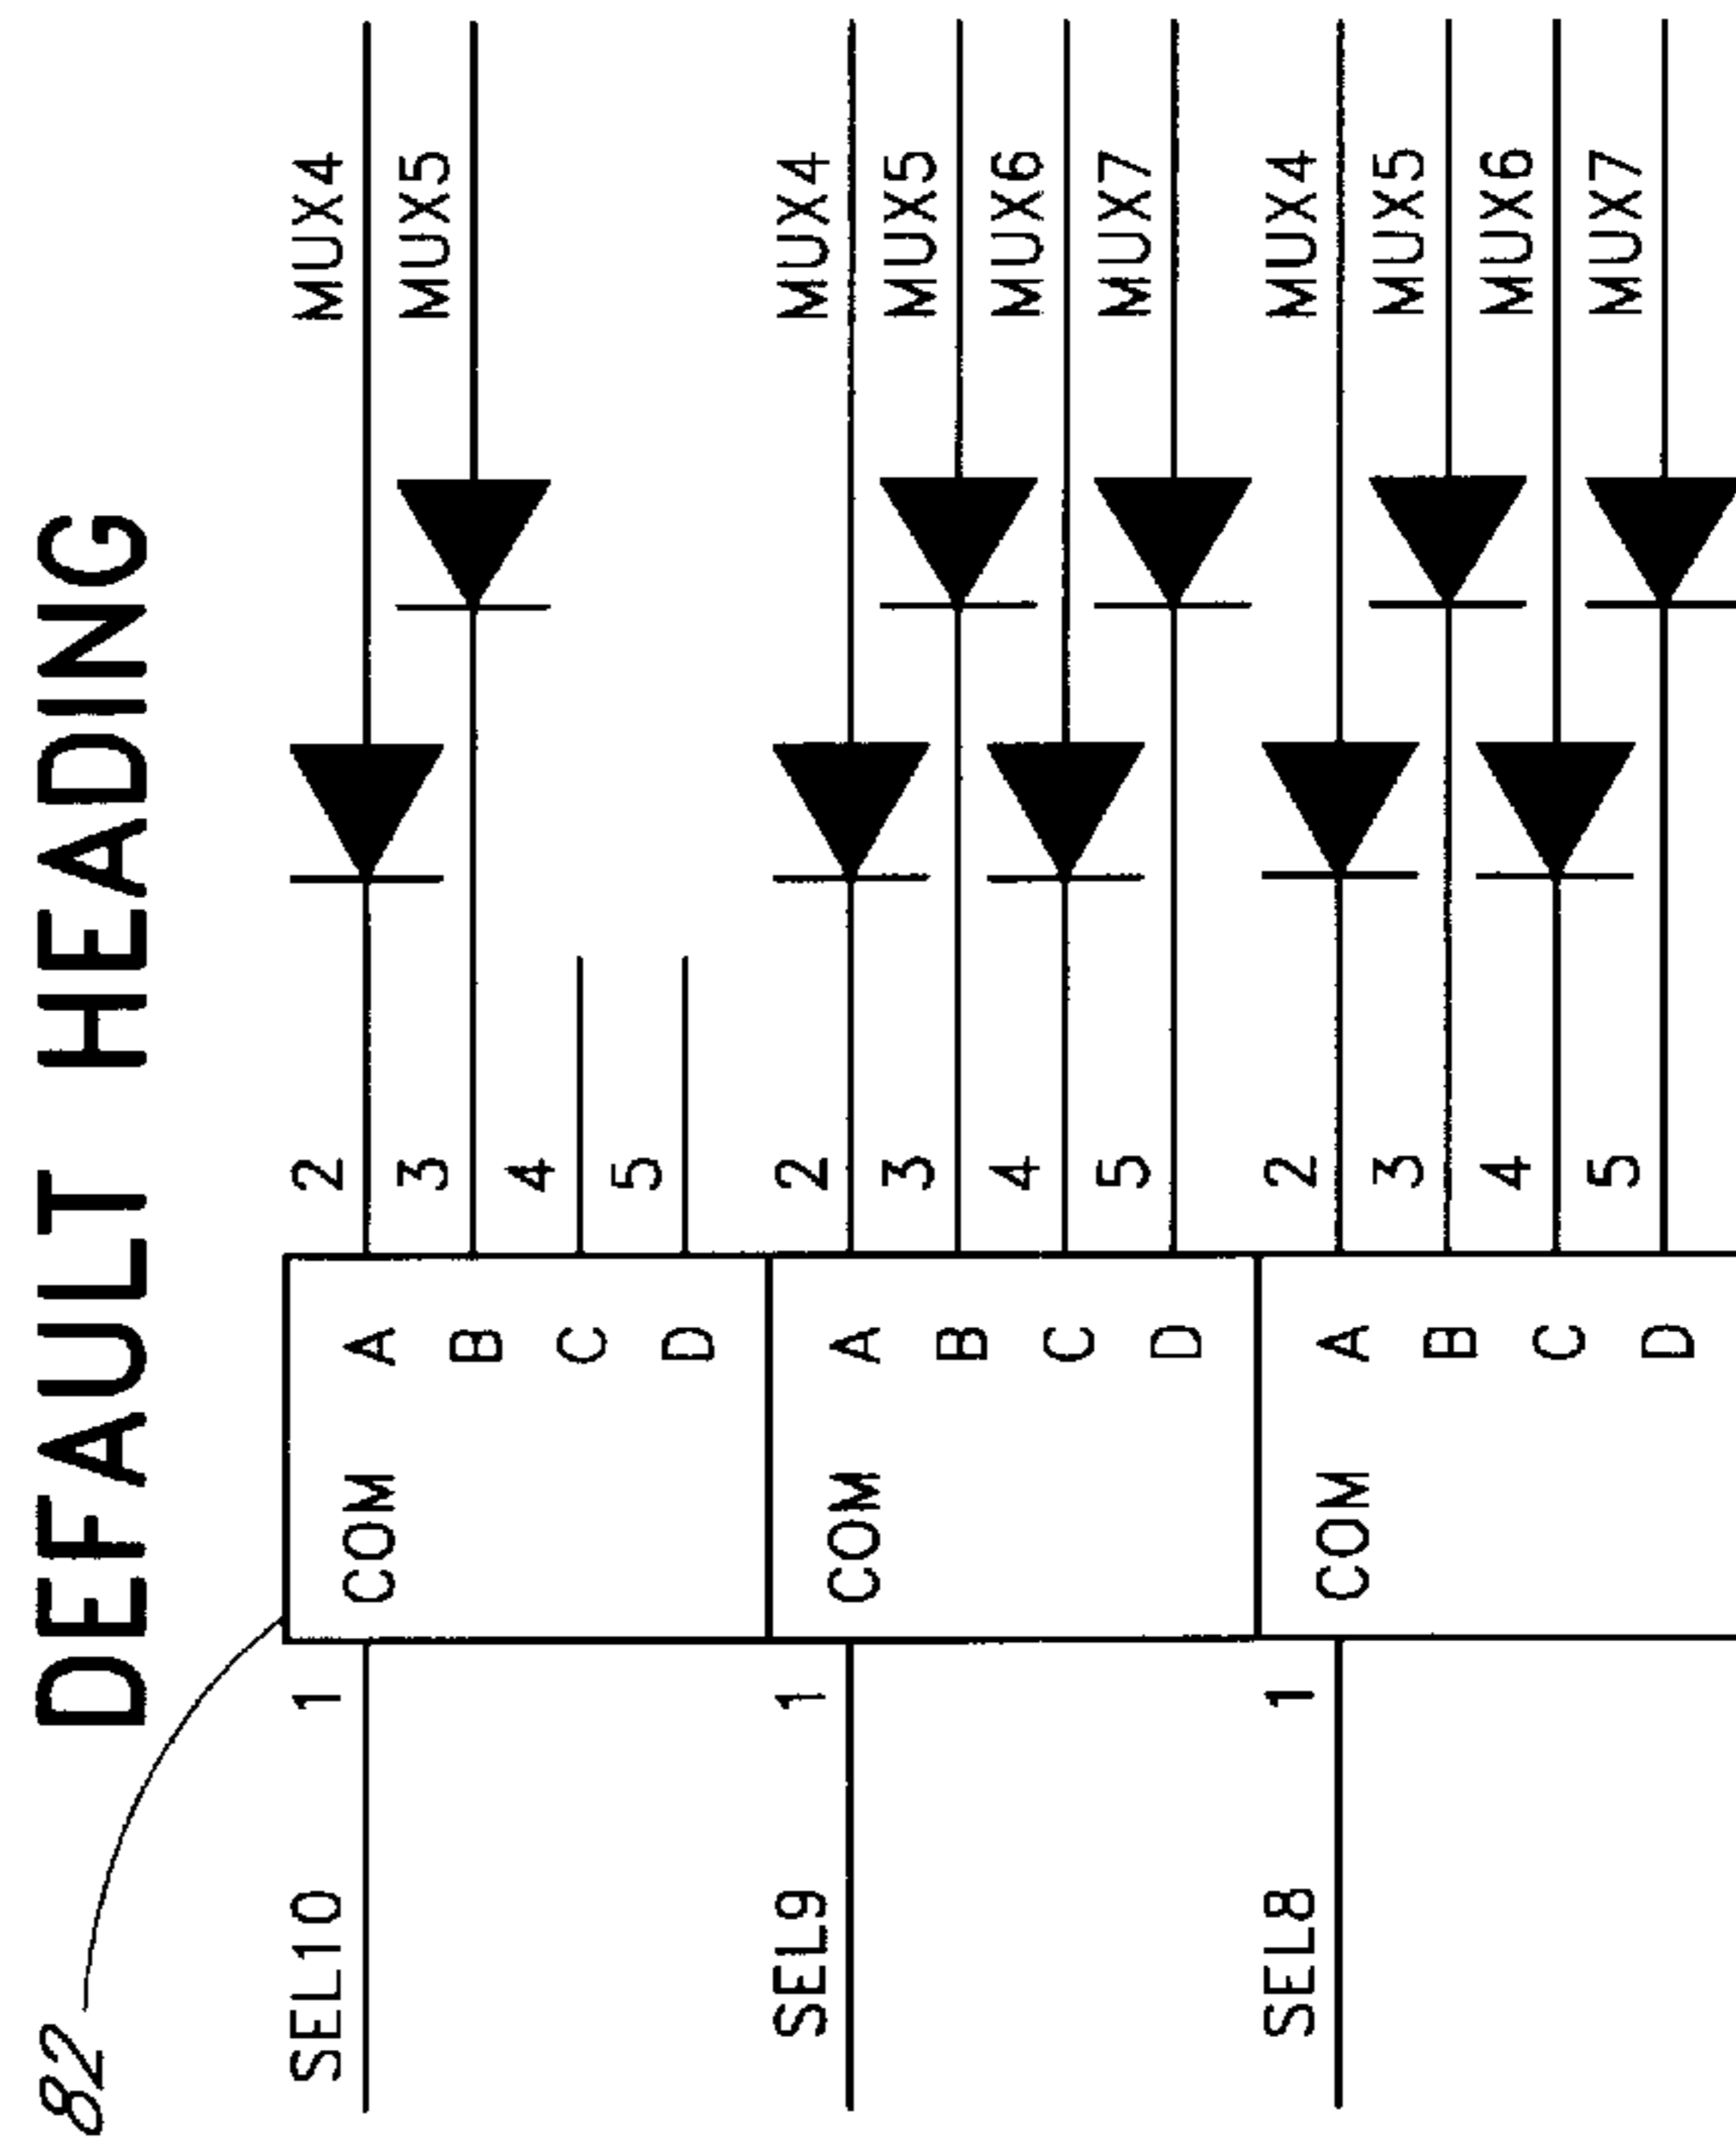 82
DEFAULT HEADING
SEL10 1 COM A 2 MUX4
B 3 MUX5
C 4
D 5
SEL9 1 COM A 2 MUX4
B 3 MUX5
C 4 MUX6
D 5 MUX7
SEL8 1 COM A 2 MUX4
B 3 MUX5
C 4 MUX6
D 5 MUX7